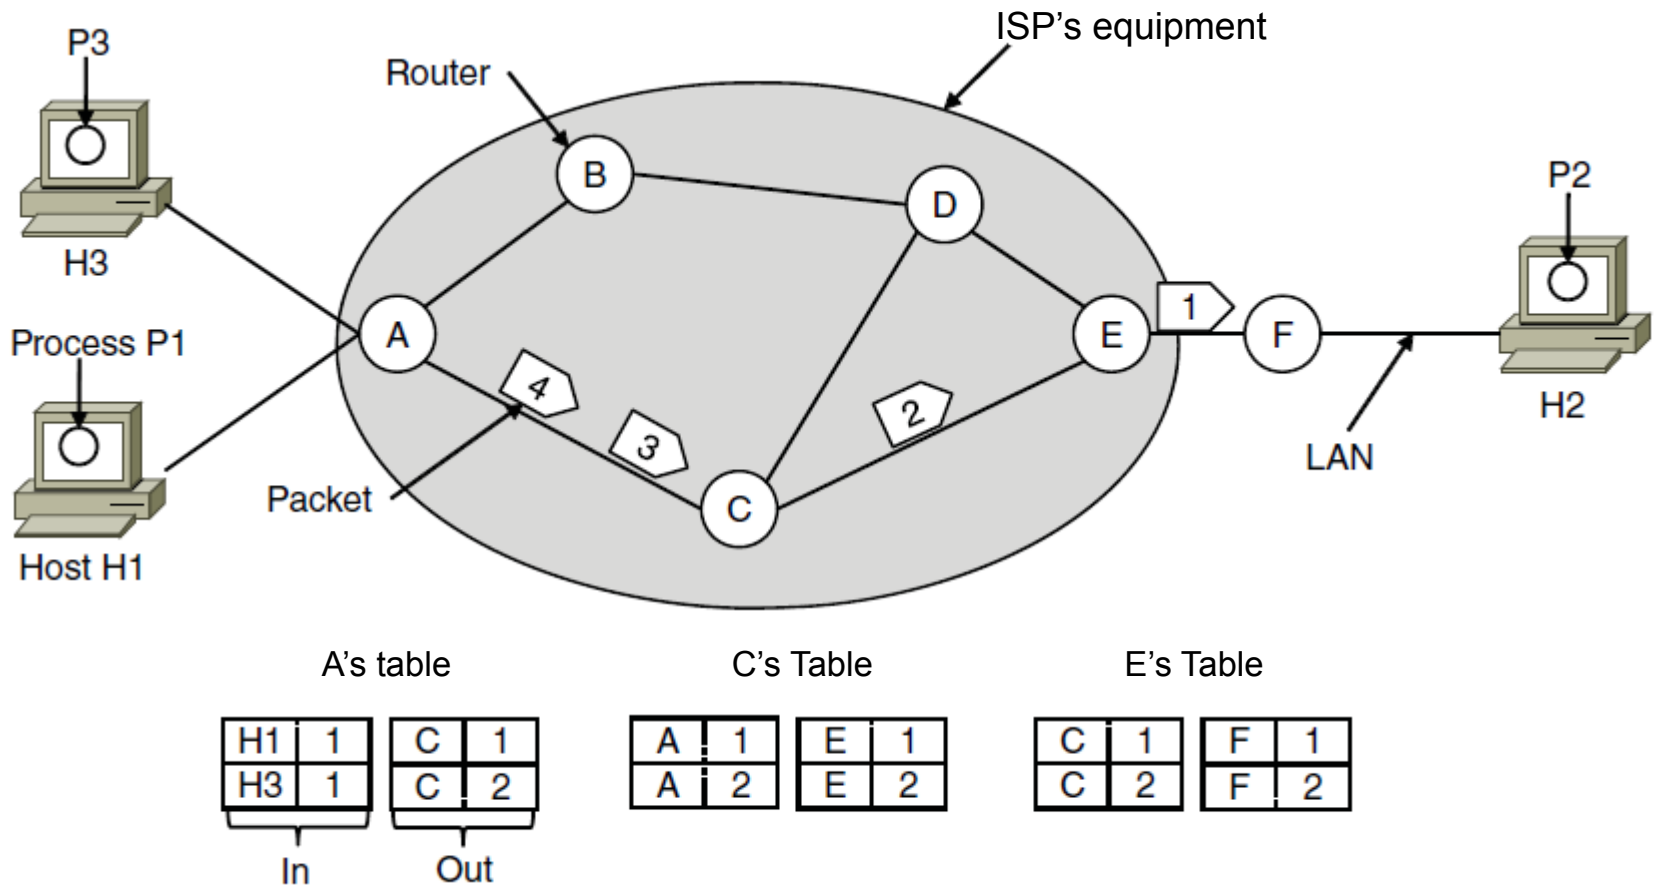 ISP’s equipment
P3
Router
B
D
P2
H3
Process P1
A
4
3
2
1
E
F
C
Packet
LAN
H2
Host H1
A’s table
C’s Table
E’s Table
H1 1 C 1 A 1 E 1 C 1 F 1
H3 1 C 2 A 2 E 2 C 2 F 2
In Out